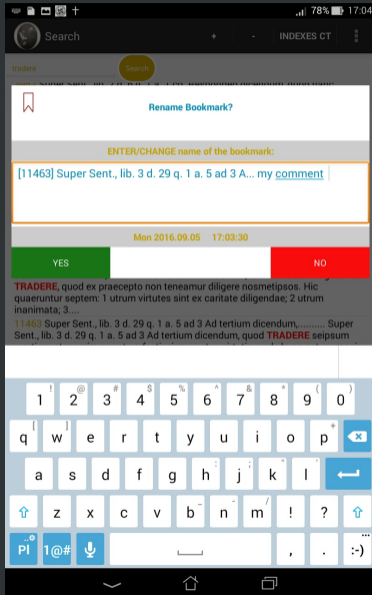 78% 17:04
Search + - INDEXES CT
tradere Search
Rename Bookmark?
ENTER/CHANGE name of the bookmark:
[11463] Super Sent., lib. 3 d. 29 q. 1 a. 5 ad 3 A... my comment
Mon 2016.09.05 17:03:30
YES NO
TRADERE, quod ex praecepto non teneamur diligere nosmetipsos. Hic
quaeruntur septem: 1 utrum virtutes sint ex caritate diligendae; 2 utrum
inanimata; 3....
11463 Super Sent., lib. 3 d. 29 q. 1 a. 5 ad 3 Ad tertium dicendum,.......... Super
Sent., lib. 3 d. 29 q. 1 a. 5 ad 3 Ad tertium dicendum, quod TRADERE seipsum
! @ # $ % ^ & * ( )
1 2 3 4 5 6 7 8 9 0
[ ] +
q w e r t y u i o p
: ; " '
a s d f g h j k l
- _ /
z x c v b n m ! ?
Pl 1@# , . :-)